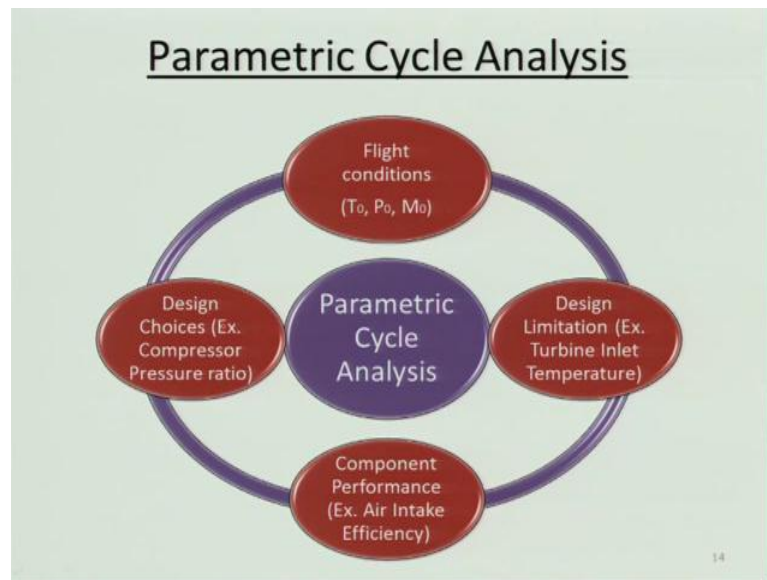 Parametric Cycle Analysis
Flight
conditions
(T₀, P₀, M₀)
Design
Choices (Ex.
Compressor
Pressure ratio)
Parametric
Cycle
Analysis
Design
Limitation (Ex.
Turbine Inlet
Temperature)
Component
Performance
(Ex. Air Intake
Efficiency)
14